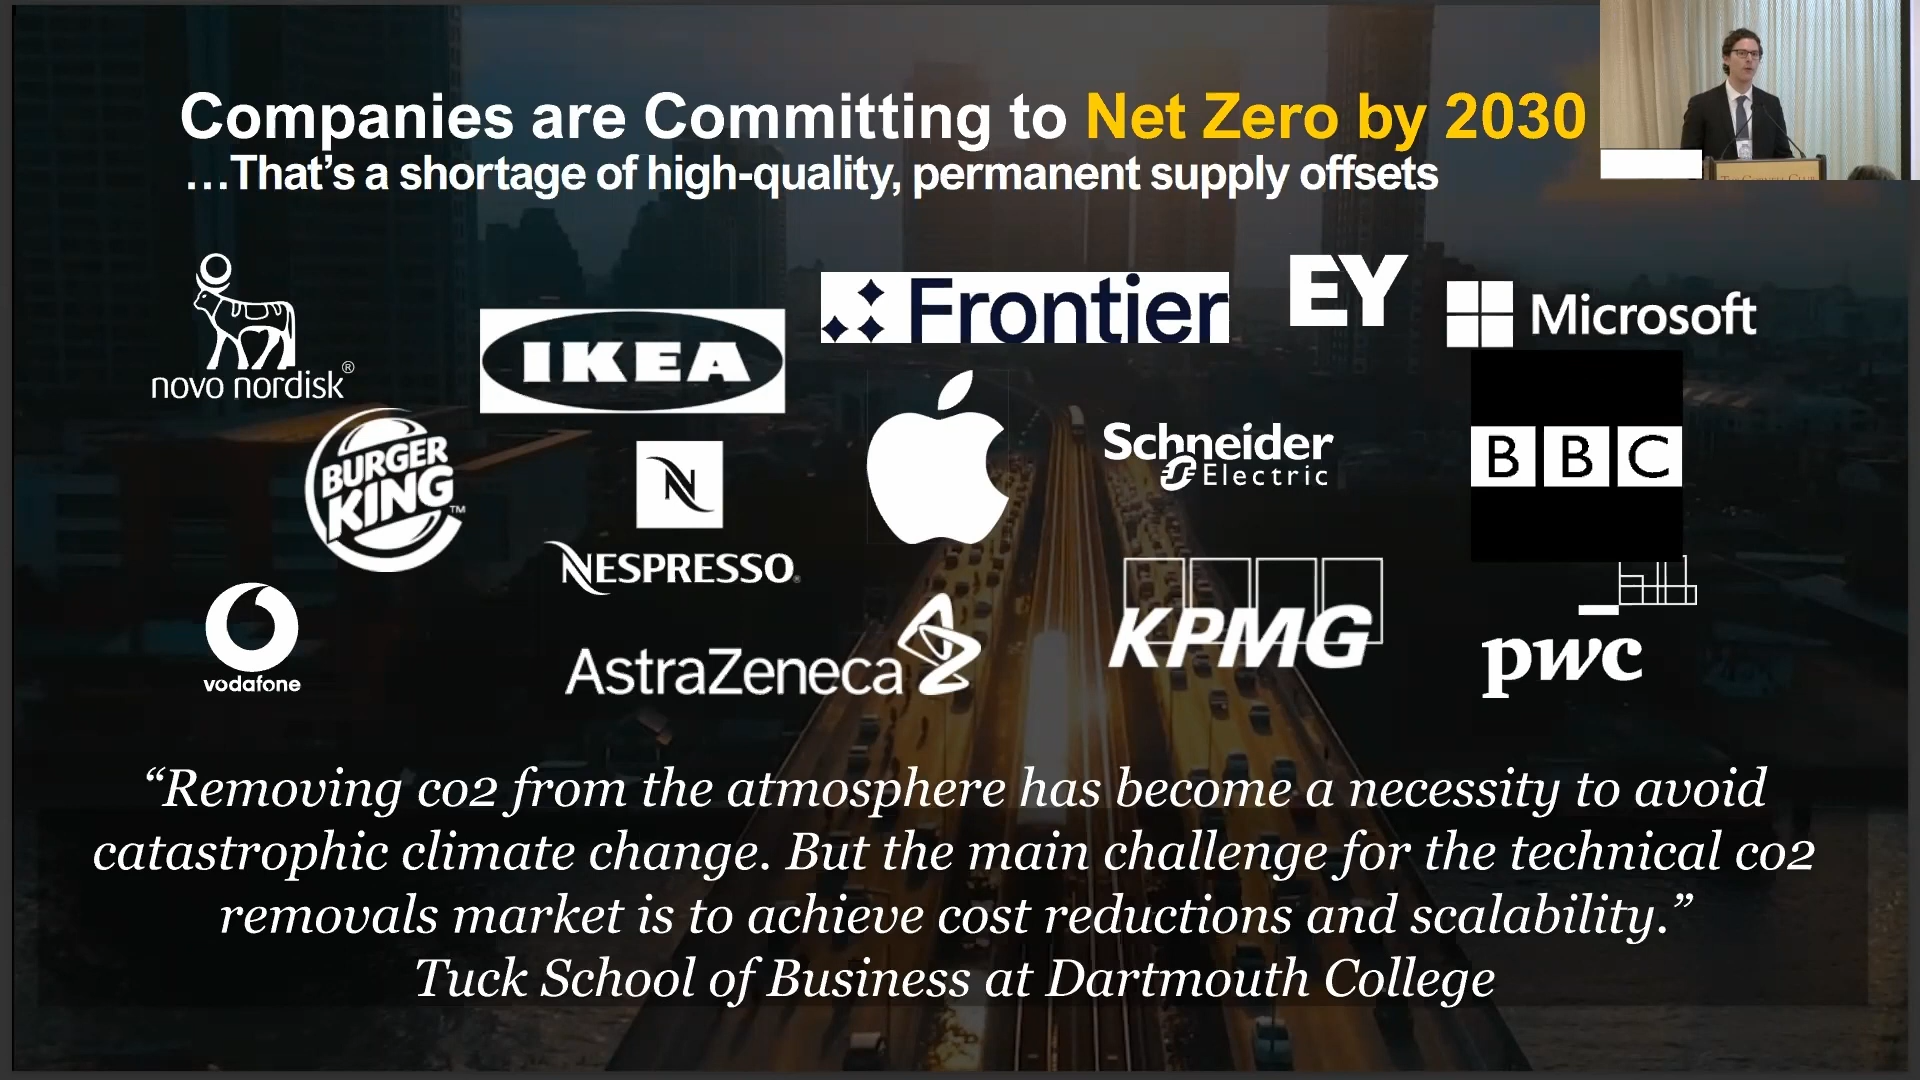 Companies are Committing to Net Zero by 2030
...That's a shortage of high-quality, permanent supply offsets
novo nordisk®
IKEA
Frontier
EY
Microsoft
BURGER
KING™
N
NESPRESSO®
Schneider
Electric
BBC
vodafone
AstraZeneca
KPMG
pwc
“Removing co2 from the atmosphere has become a necessity to avoid
catastrophic climate change. But the main challenge for the technical co2
removals market is to achieve cost reductions and scalability.”
Tuck School of Business at Dartmouth College